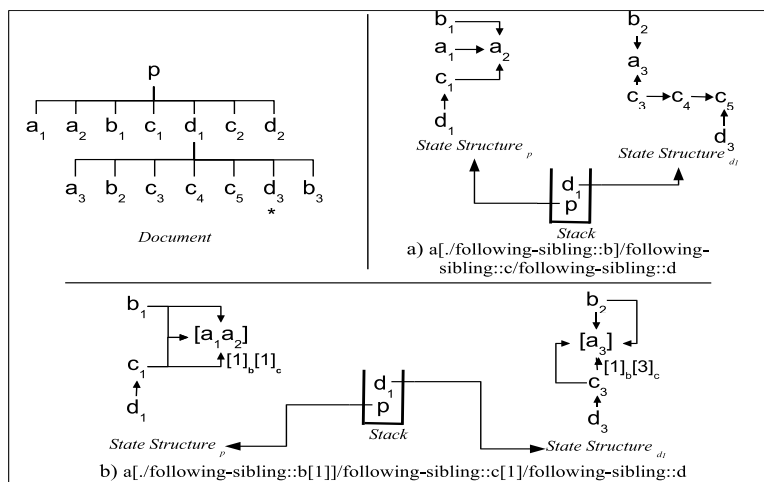 p
a1 a2 b1 c1 d1 c2 d2
a3 b2 c3 c4 c5 d3 b3
*
Document
b1
a1 a2
c1
d1
State Structure p
b2
a3
c3 c4 c5
d3
State Structure d1
d1
p
Stack
a) a[./following-sibling::b]/following-
sibling::c/following-sibling::d
b1
[a1a2]
[1]b[1]c
c1
d1
State Structure p
d1
p
Stack
b2
[a3]
[1]b[3]c
c3
d3
State Structure d1
b) a[./following-sibling::b[1]]/following-sibling::c[1]/following-sibling::d